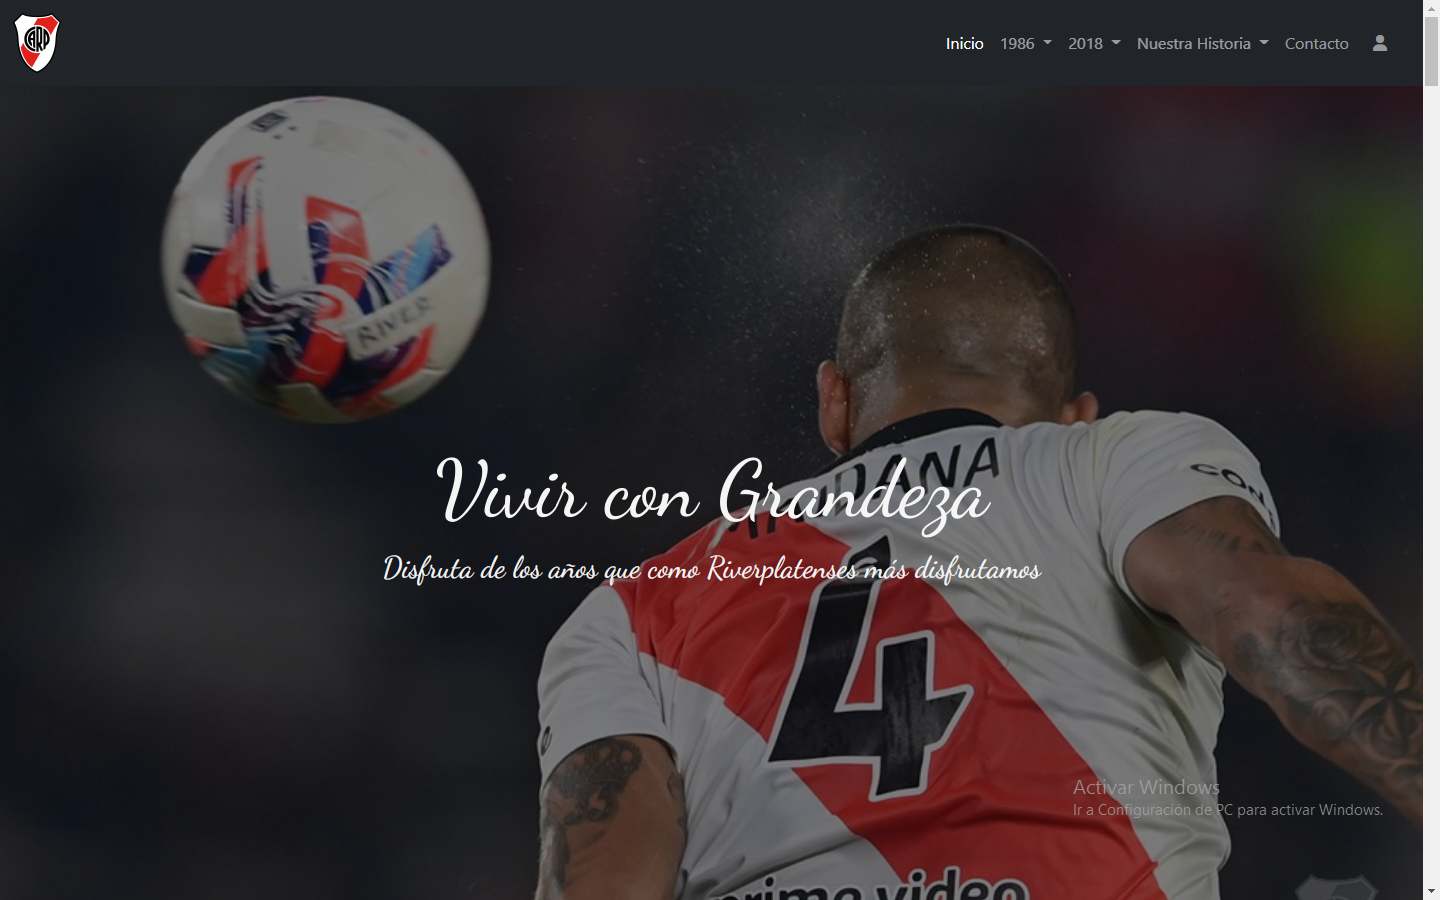 CARP
Inicio 1986 2018 Nuestra Historia Contacto
RIVER
Vivir con Grandeza
Disfruta de los años que como Riverplatenses más disfrutamos
4
Activar Windows
Ir a Configuración de PC para activar Windows.
prime video